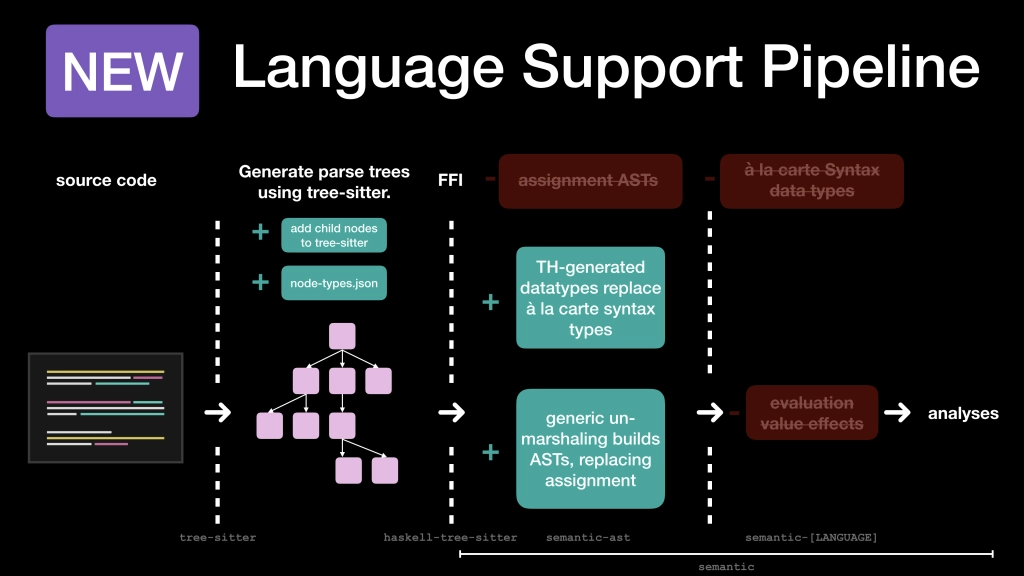 NEW
Language Support Pipeline
source code
Generate parse trees
using tree-sitter.
FFI
- assignment ASTs
- à la carte Syntax
data types
+ add child nodes
to tree-sitter
+ node-types.json
+ TH-generated
datatypes replace
à la carte syntax
types
+ generic un-
marshaling builds
ASTs, replacing
assignment
- evaluation
value effects
analyses
tree-sitter
haskell-tree-sitter
semantic-ast
semantic-[LANGUAGE]
semantic